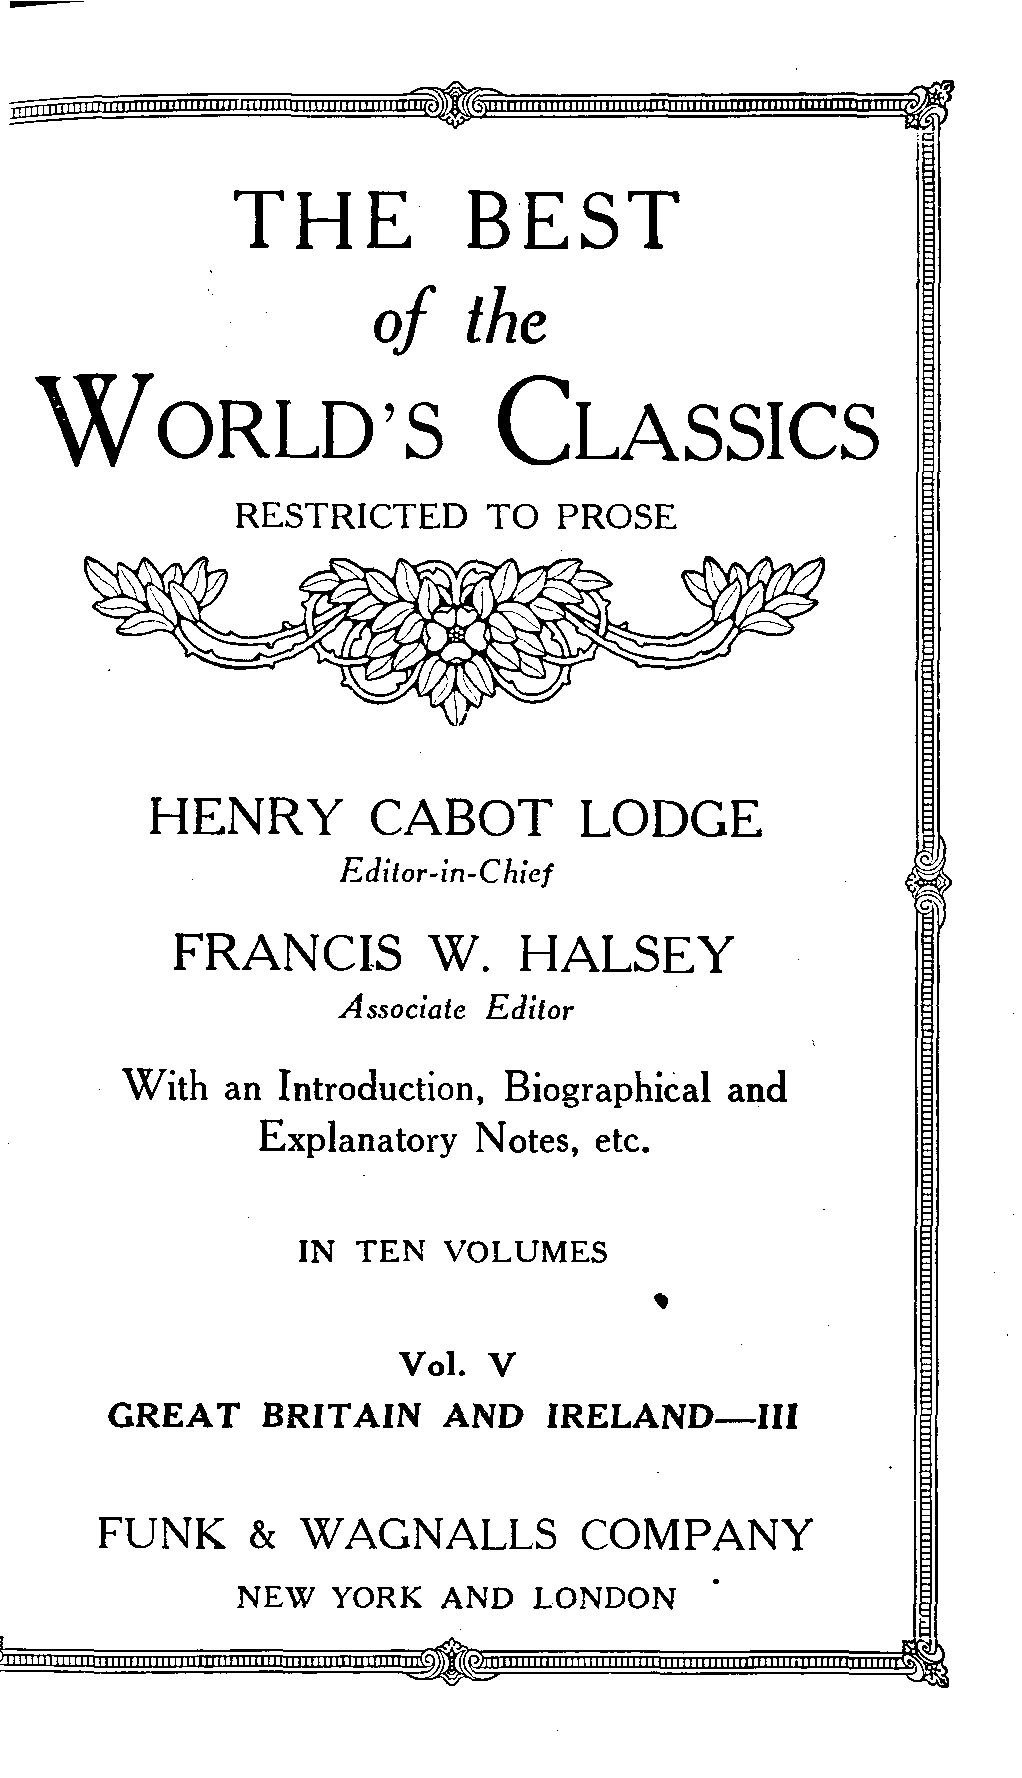 THE BEST
of the
WORLD'S CLASSICS
RESTRICTED TO PROSE
HENRY CABOT LODGE
Editor-in-Chief
FRANCIS W. HALSEY
Associate Editor
With an Introduction, Biographical and
Explanatory Notes, etc.
IN TEN VOLUMES
Vol. V
GREAT BRITAIN AND IRELAND—III
FUNK & WAGNALLS COMPANY
NEW YORK AND LONDON